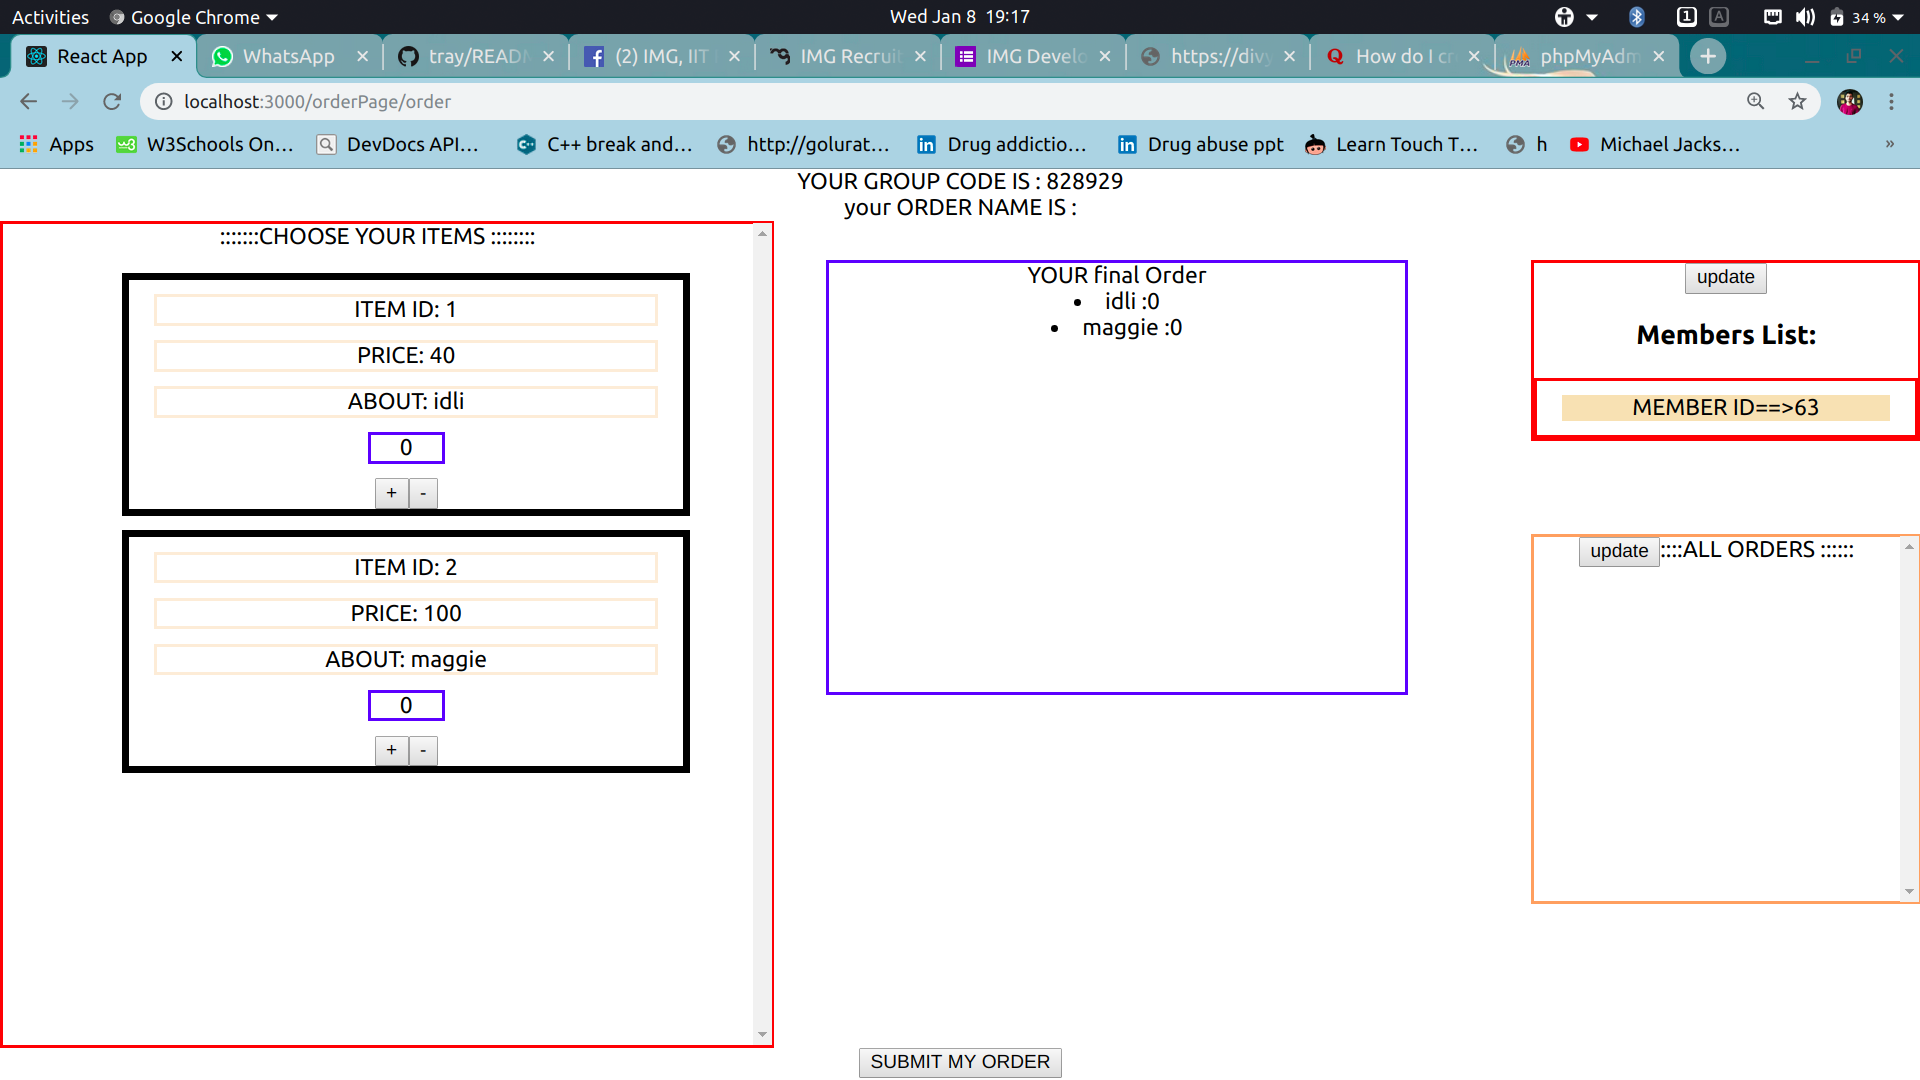 Activities Google Chrome Wed Jan 8 19:17 1 A 34 %
React App WhatsApp tray/READM (2) IMG, IIT IMG Recruit IMG Develo https://divy How do I cr phpMyAdm
localhost:3000/orderPage/order
Apps W3Schools On... DevDocs API... C++ break and... http://golurat... Drug addictio... Drug abuse ppt Learn Touch T... h Michael Jacks... »
YOUR GROUP CODE IS : 828929
your ORDER NAME IS :
:::::::CHOOSE YOUR ITEMS ::::::::
ITEM ID: 1
PRICE: 40
ABOUT: idli
0
+ -
ITEM ID: 2
PRICE: 100
ABOUT: maggie
0
+ -
YOUR final Order
• idli :0
• maggie :0
update
Members List:
MEMBER ID==>63
update ::::ALL ORDERS ::::::
SUBMIT MY ORDER